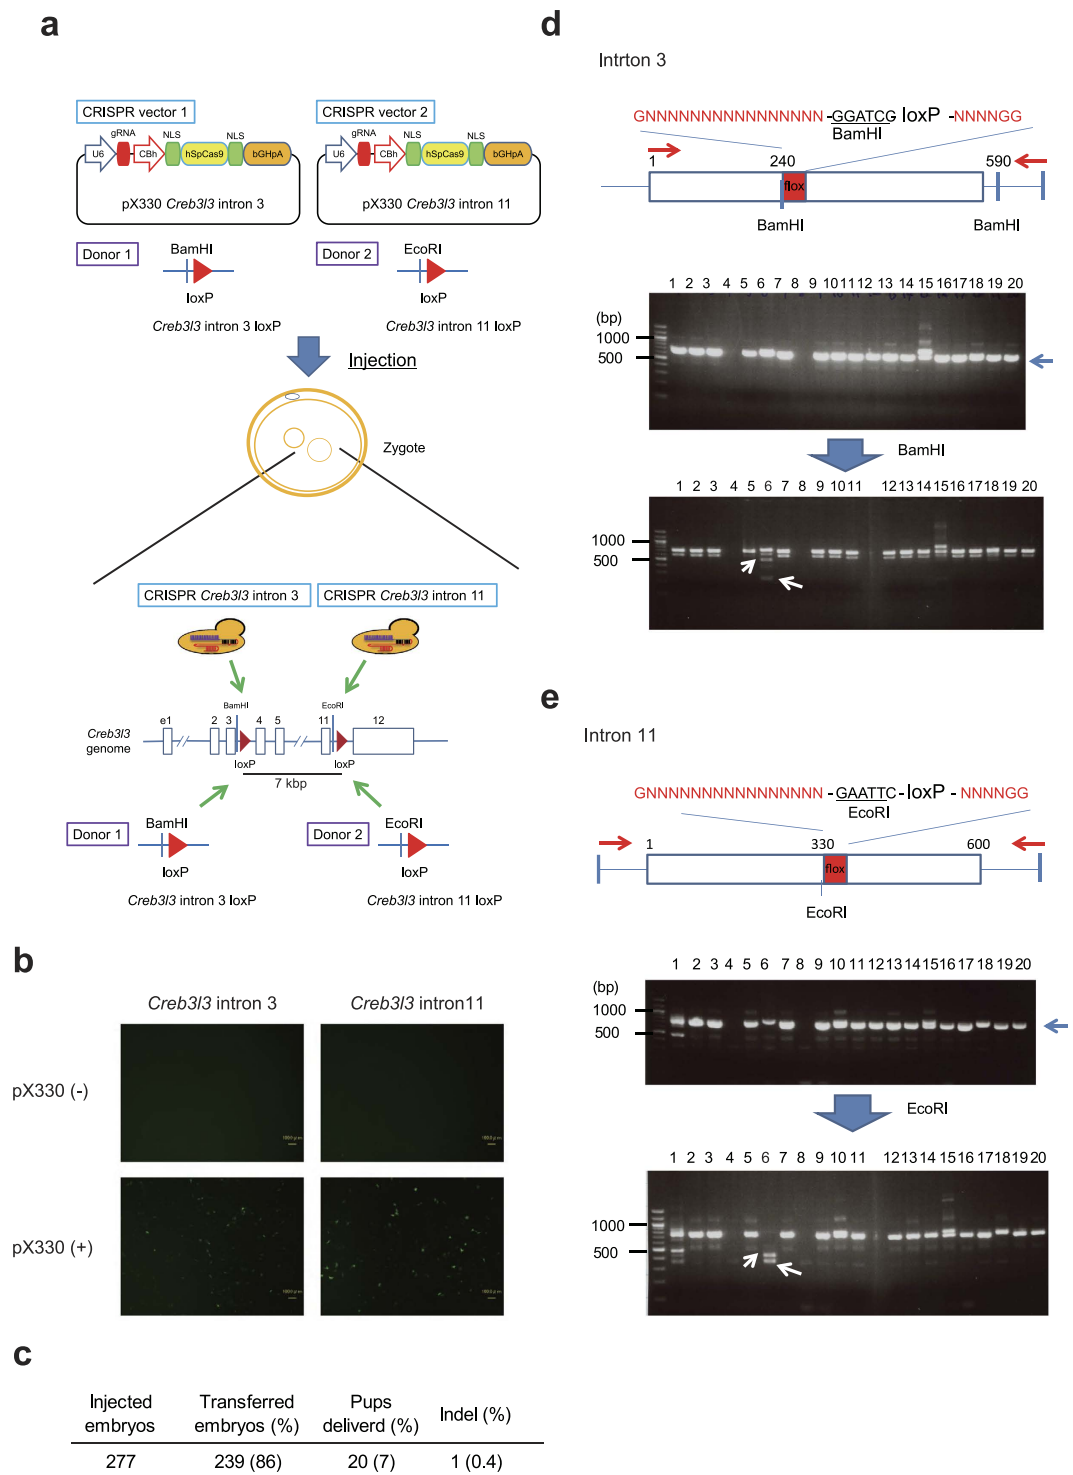 a
CRISPR vector 1
CRISPR vector 2
gRNA NLS NLS
U6 CBh hSpCas9 bGHpA
pX330 Creb3l3 intron 3
gRNA NLS NLS
U6 CBh hSpCas9 bGHpA
pX330 Creb3l3 intron 11
Donor 1
BamHI
loxP
Creb3l3 intron 3 loxP
Donor 2
EcoRI
loxP
Creb3l3 intron 11 loxP
Injection
Zygote
CRISPR Creb3l3 intron 3
CRISPR Creb3l3 intron 11
BamHI
EcoRI
e1 2 3 4 5 11 12
Creb3l3
genome
loxP
loxP
7 kbp
Donor 1
BamHI
loxP
Creb3l3 intron 3 loxP
Donor 2
EcoRI
loxP
Creb3l3 intron 11 loxP
b
Creb3l3 intron 3
Creb3l3 intron11
pX330 (-)
pX330 (+)
c
Injected embryos
Transferred embryos (%)
Pups deliverd (%)
Indel (%)
277 239 (86) 20 (7) 1 (0.4)
d
Intrton 3
GNNNNNNNNNNNNNNNN -GGATCG loxP -NNNNGG
BamHI
1 240 590
flox
BamHI
BamHI
1 2 3 4 5 6 7 8 9 10 11 12 13 14 15 16 17 18 19 20
(bp)
1000
500
BamHI
1 2 3 4 5 6 7 8 9 10 11 12 13 14 15 16 17 18 19 20
1000
500
e
Intron 11
GNNNNNNNNNNNNNNNN -GAATTC-loxP -NNNNGG
EcoRI
1 330 600
flox
EcoRI
1 2 3 4 5 6 7 8 9 10 11 12 13 14 15 16 17 18 19 20
(bp)
1000
500
EcoRI
1 2 3 4 5 6 7 8 9 10 11 12 13 14 15 16 17 18 19 20
1000
500